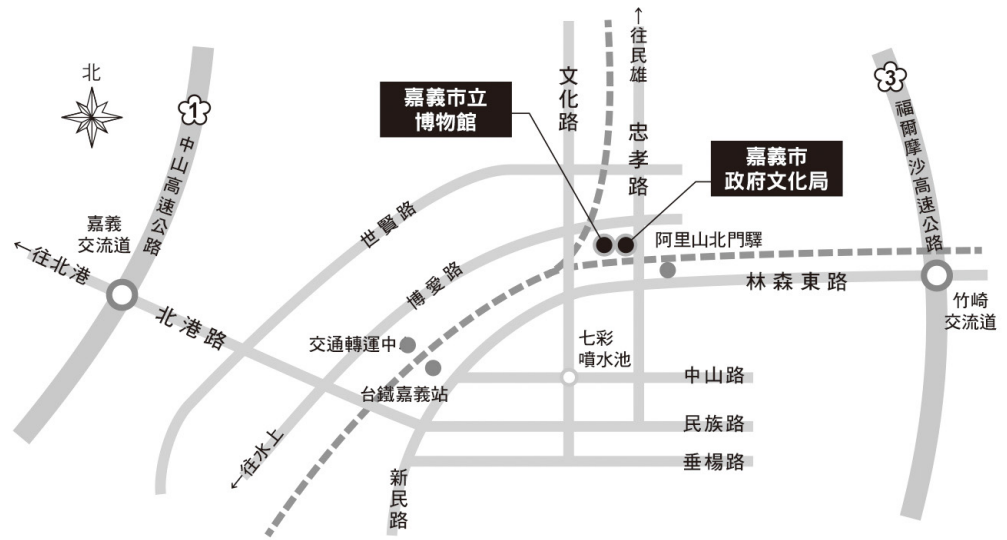 北
1
中山高速公路
嘉義
交流道
←往北港
北港路
世賢路
博愛路
交通轉運中
台鐵嘉義站
←往水上
新民路
嘉義市立
博物館
文化路
←往民雄
忠孝路
嘉義市
政府文化局
阿里山北門驛
林森東路
七彩
噴水池
中山路
民族路
垂楊路
3
福爾摩沙高速公路
竹崎
交流道